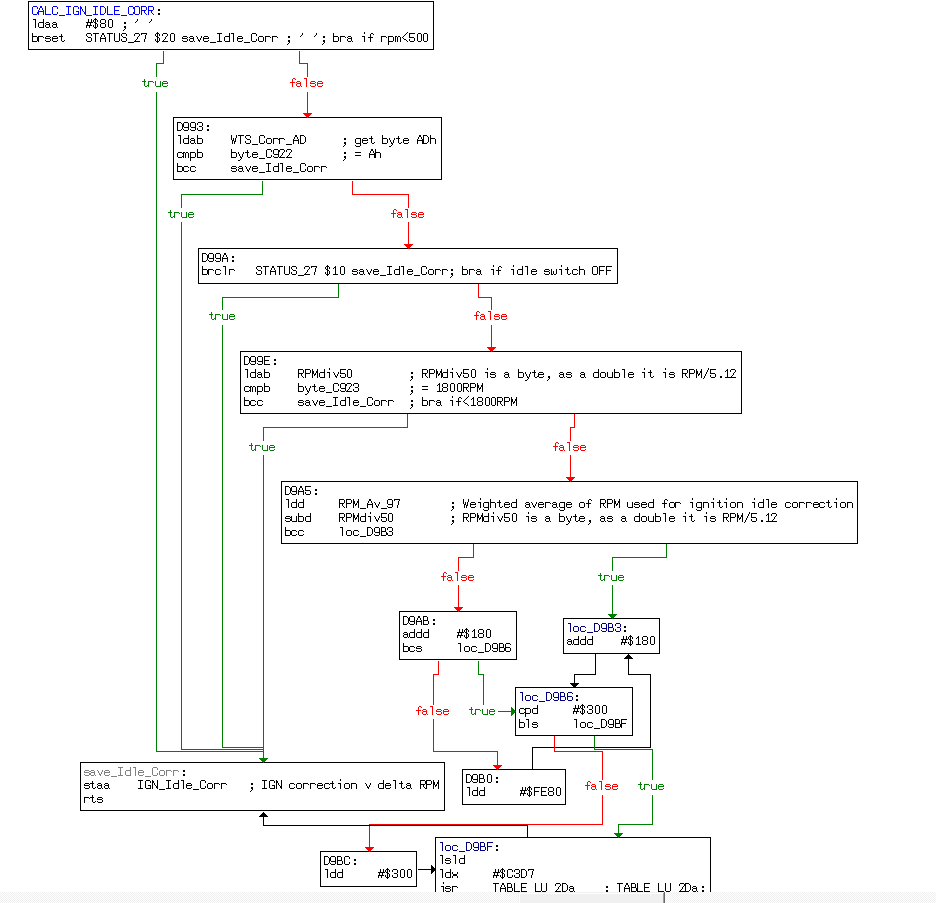 CALC_IGN_IDLE_CORR:
ldaa #$80 ; ' '
brset STATUS_27 $20 save_Idle_Corr ; ' '; bra if rpm<500
true
false
D993:
ldab WTS_Corr_AD ; get byte ADh
cmpb byte_C922 ; = Ah
bcc save_Idle_Corr
true
false
D99A:
brclr STATUS_27 $10 save_Idle_Corr; bra if idle switch OFF
true
false
D99E:
ldab RPMdiv50 ; RPMdiv50 is a byte, as a double it is RPM/5.12
cmpb byte_C923 ; = 1800RPM
bcc save_Idle_Corr ; bra if<1800RPM
true
false
D9A5:
ldd RPM_Av_97 ; Weighted average of RPM used for ignition idle correction
subd RPMdiv50 ; RPMdiv50 is a byte, as a double it is RPM/5.12
bcc loc_D9B3
false
true
D9AB:
addd #$180
bcs loc_D9B6
loc_D9B3:
addd #$180
false
true
loc_D9B6:
cpd #$300
bls loc_D9BF
save_Idle_Corr:
staa IGN_Idle_Corr ; IGN correction v delta RPM
rts
D9B0:
ldd #$FE80
false
true
D9BC:
ldd #$300
loc_D9BF:
lsld
ldx #$C3D7
jsr TABLE_LU_2Da ; TABLE_LU_2Da: